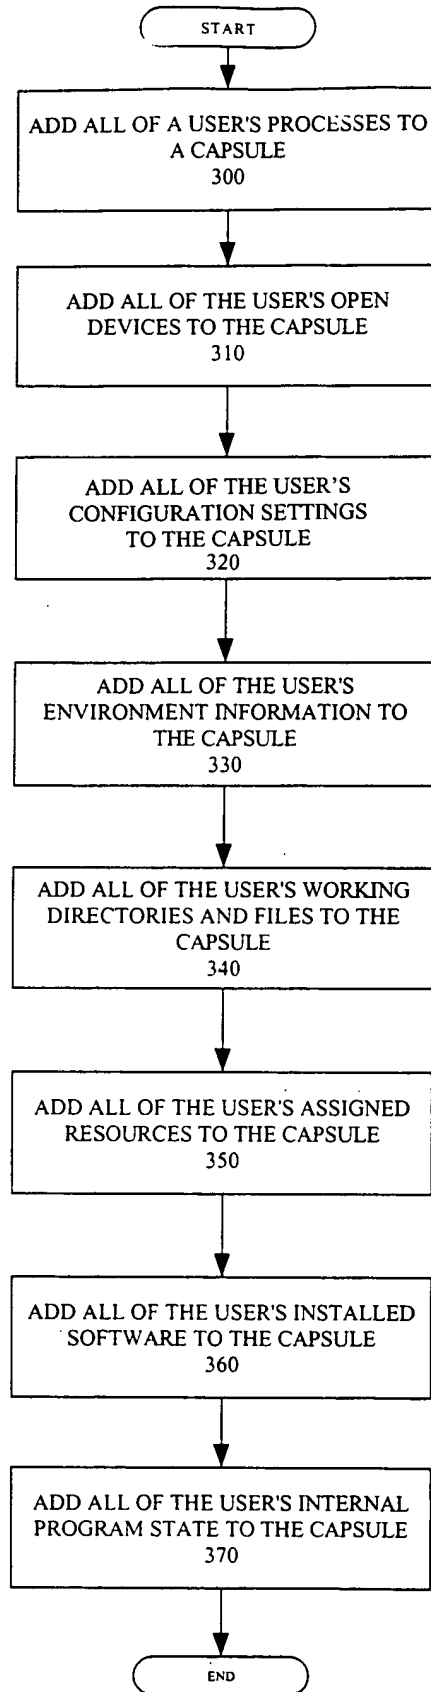 START
ADD ALL OF A USER'S PROCESSES TO
A CAPSULE
300
ADD ALL OF THE USER'S OPEN
DEVICES TO THE CAPSULE
310
ADD ALL OF THE USER'S
CONFIGURATION SETTINGS
TO THE CAPSULE
320
ADD ALL OF THE USER'S
ENVIRONMENT INFORMATION TO
THE CAPSULE
330
ADD ALL OF THE USER'S WORKING
DIRECTORIES AND FILES TO THE
CAPSULE
340
ADD ALL OF THE USER'S ASSIGNED
RESOURCES TO THE CAPSULE
350
ADD ALL OF THE USER'S INSTALLED
SOFTWARE TO THE CAPSULE
360
ADD ALL OF THE USER'S INTERNAL
PROGRAM STATE TO THE CAPSULE
370
END